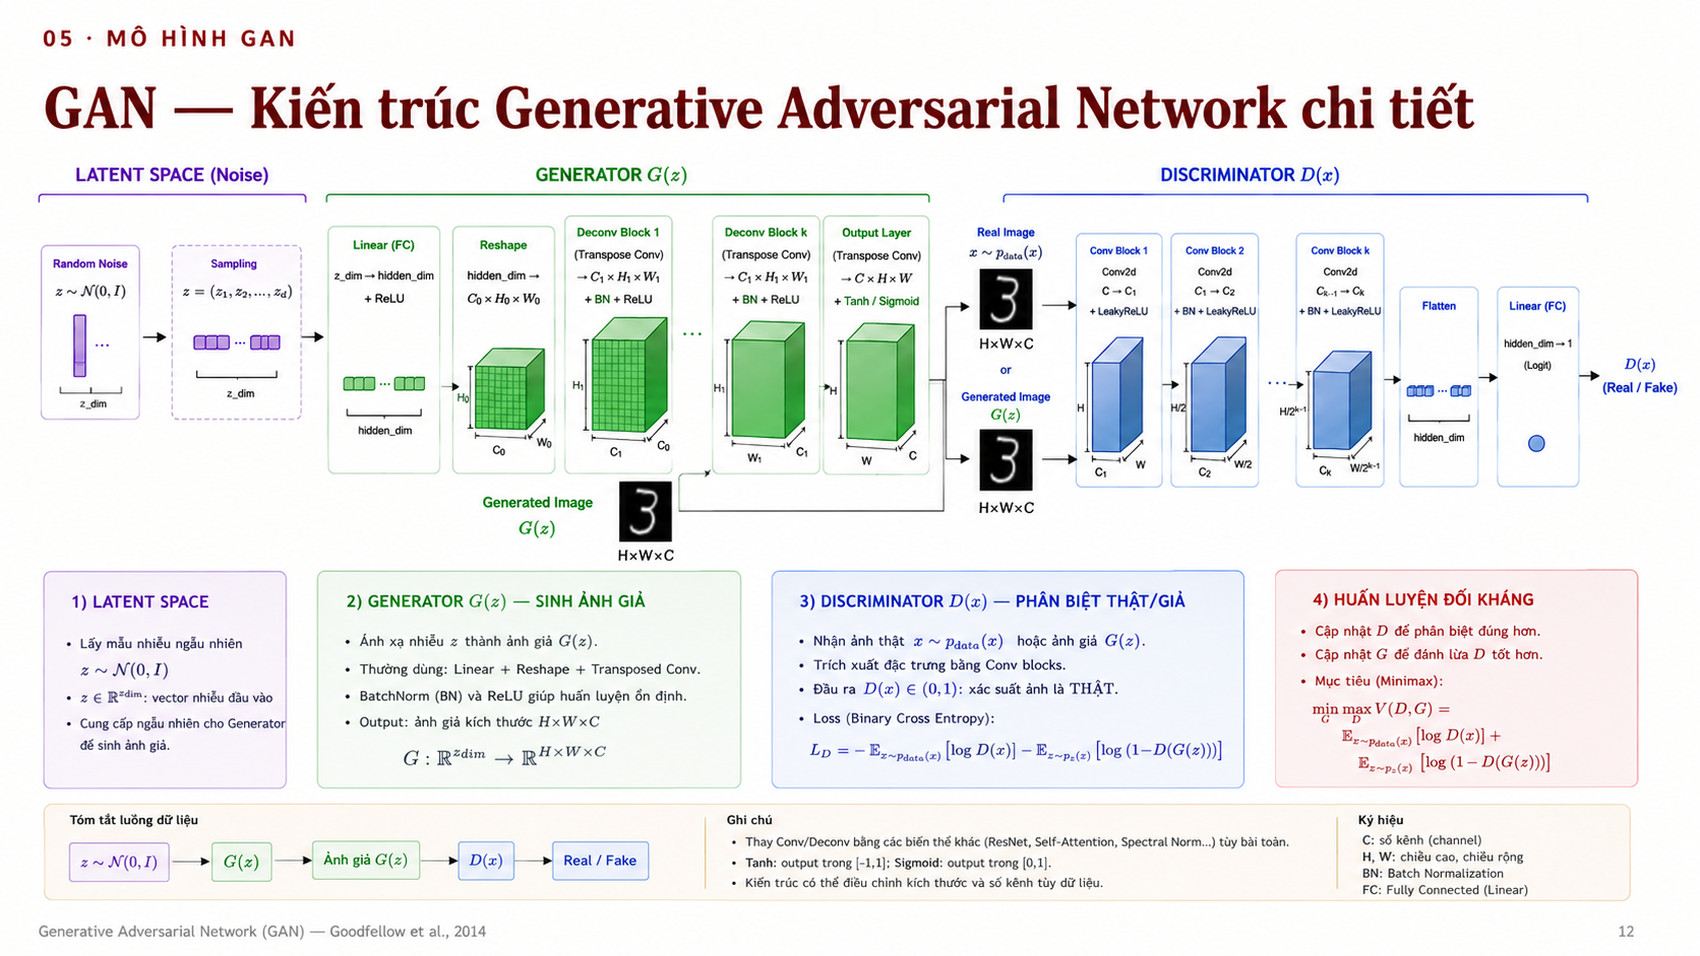 05 · MÔ HÌNH GAN
GAN — Kiến trúc Generative Adversarial Network chi tiết
LATENT SPACE (Noise)
GENERATOR G(z)
DISCRIMINATOR D(x)
Random Noise
z ∼ 𝒩(0, I)
...
z_dim
Sampling
z = (z₁, z₂, ..., z_d)
...
z_dim
Linear (FC)
z_dim → hidden_dim
+ ReLU
...
hidden_dim
Reshape
hidden_dim →
C₀ × H₀ × W₀
H₀
C₀
W₀
Deconv Block 1
(Transpose Conv)
→ C₁ × H₁ × W₁
+ BN + ReLU
H₁
C₁
C₀
...
Deconv Block k
(Transpose Conv)
→ C₁ × H₁ × W₁
+ BN + ReLU
H₁
W₁
C₁
Output Layer
(Transpose Conv)
→ C × H × W
+ Tanh / Sigmoid
H
W
C
Generated Image
G(z)
H×W×C
Real Image
x ∼ p_data(x)
H×W×C
or
Generated Image
G(z)
H×W×C
Conv Block 1
Conv2d
C → C₁
+ LeakyReLU
H
C₁
W
Conv Block 2
Conv2d
C₁ → C₂
+ BN + LeakyReLU
H/2
C₂
W/2
...
Conv Block k
Conv2d
C_{k-1} → C_k
+ BN + LeakyReLU
H/2^{k-1}
C_k
W/2^{k-1}
Flatten
...
hidden_dim
Linear (FC)
hidden_dim → 1
(Logit)
D(x)
(Real / Fake)
1) LATENT SPACE
• Lấy mẫu nhiễu ngẫu nhiên
z ∼ 𝒩(0, I)
• z ∈ ℝ^{zdim}: vector nhiễu đầu vào
• Cung cấp ngẫu nhiên cho Generator
để sinh ảnh giả.
2) GENERATOR G(z) — SINH ẢNH GIẢ
• Ánh xạ nhiễu z thành ảnh giả G(z).
• Thường dùng: Linear + Reshape + Transposed Conv.
• BatchNorm (BN) và ReLU giúp huấn luyện ổn định.
• Output: ảnh giả kích thước H×W×C
G : ℝ^{zdim} → ℝ^{H×W×C}
3) DISCRIMINATOR D(x) — PHÂN BIỆT THẬT/GIẢ
• Nhận ảnh thật x ∼ p_data(x) hoặc ảnh giả G(z).
• Trích xuất đặc trưng bằng Conv blocks.
• Đầu ra D(x) ∈ (0, 1): xác suất ảnh là THẬT.
• Loss (Binary Cross Entropy):
L_D = − 𝔼_{x∼p_data(x)} [log D(x)] − 𝔼_{z∼p_z(x)} [log (1−D(G(z)))]
4) HUẤN LUYỆN ĐỐI KHÁNG
• Cập nhật D để phân biệt đúng hơn.
• Cập nhật G để đánh lừa D tốt hơn.
• Mục tiêu (Minimax):
min_G max_D V(D, G) =
𝔼_{x∼p_data(x)} [log D(x)] +
𝔼_{z∼p_z(x)} [log (1 − D(G(z)))]
Tóm tắt luồng dữ liệu
z ∼ 𝒩(0, I)
G(z)
Ảnh giả G(z)
D(x)
Real / Fake
Ghi chú
• Thay Conv/Deconv bằng các biến thể khác (ResNet, Self-Attention, Spectral Norm...) tùy bài toàn.
• Tanh: output trong [–1,1]; Sigmoid: output trong [0,1].
• Kiến trúc có thể điều chỉnh kích thước và số kênh tùy dữ liệu.
Ký hiệu
C: số kênh (channel)
H, W: chiều cao, chiều rộng
BN: Batch Normalization
FC: Fully Connected (Linear)
Generative Adversarial Network (GAN) — Goodfellow et al., 2014
12